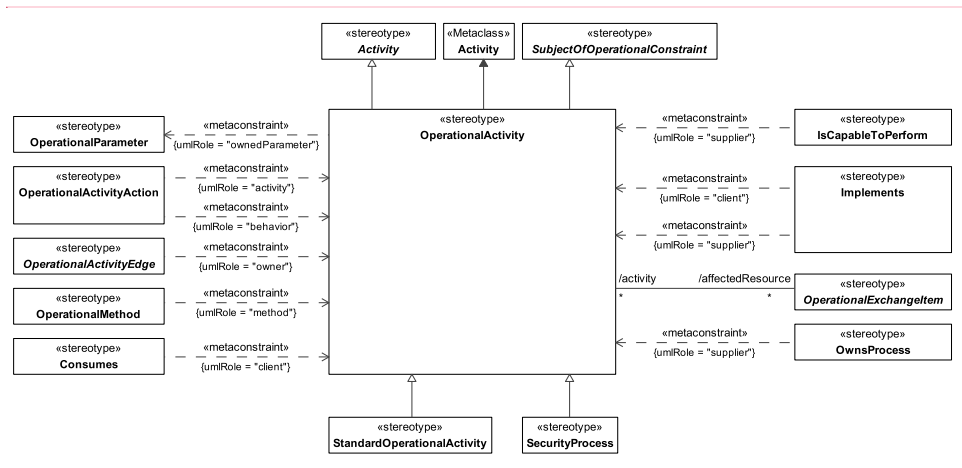 «stereotype»
Activity
«Metaclass»
Activity
«stereotype»
SubjectOfOperationalConstraint
«stereotype»
OperationalActivity
«stereotype»
OperationalParameter
«metaconstraint»
{umlRole = "ownedParameter"}
«stereotype»
OperationalActivityAction
«metaconstraint»
{umlRole = "activity"}
«metaconstraint»
{umlRole = "behavior"}
«stereotype»
OperationalActivityEdge
«metaconstraint»
{umlRole = "owner"}
«stereotype»
OperationalMethod
«metaconstraint»
{umlRole = "method"}
«stereotype»
Consumes
«metaconstraint»
{umlRole = "client"}
«metaconstraint»
{umlRole = "supplier"}
«stereotype»
IsCapableToPerform
«metaconstraint»
{umlRole = "client"}
«stereotype»
Implements
«metaconstraint»
{umlRole = "supplier"}
/activity
*
/affectedResource
*
«stereotype»
OperationalExchangeItem
«metaconstraint»
{umlRole = "supplier"}
«stereotype»
OwnsProcess
«stereotype»
StandardOperationalActivity
«stereotype»
SecurityProcess